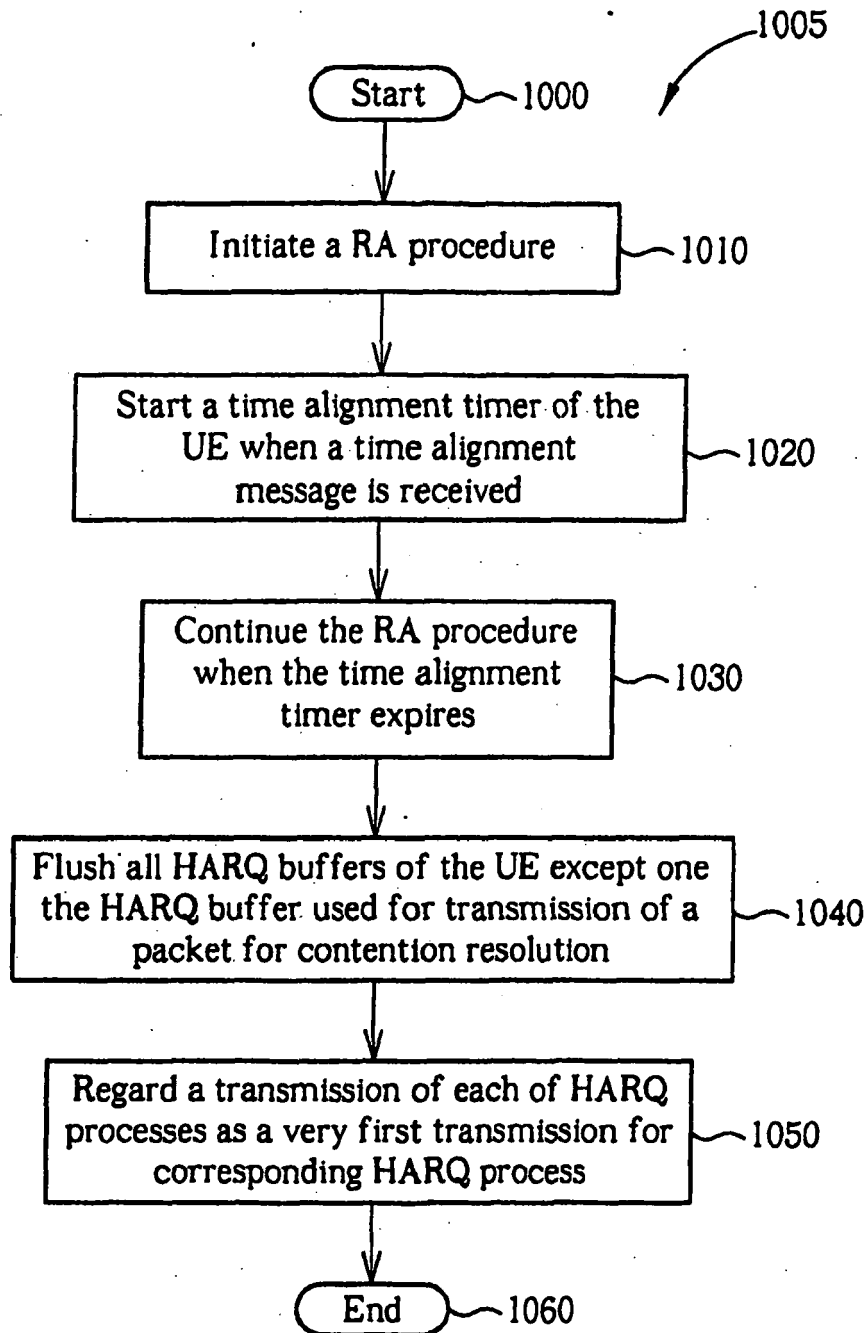 1005
Start
1000
Initiate a RA procedure
1010
Start a time alignment timer of the
UE when a time alignment
message is received
1020
Continue the RA procedure
when the time alignment
timer expires
1030
Flush all HARQ buffers of the UE except one
the HARQ buffer used for transmission of a
packet for contention resolution
1040
Regard a transmission of each of HARQ
processes as a very first transmission for
corresponding HARQ process
1050
End
1060